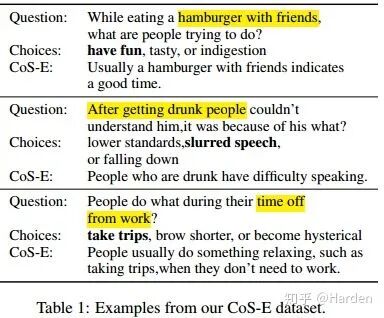 Question: While eating a hamburger with friends,
what are people trying to do?
Choices: have fun, tasty, or indigestion
CoS-E: Usually a hamburger with friends indicates
a good time.
Question: After getting drunk people couldn't
understand him,it was because of his what?
Choices: lower standards,slurred speech,
or falling down
CoS-E: People who are drunk have difficulty speaking.
Question: People do what during their time off
from work?
Choices: take trips, brow shorter, or become hysterical
CoS-E: People usually do something relaxing, such as
taking trips,when they don't need to work.
Table 1: Examples from our CoS-E dataset.
知乎 @Harden